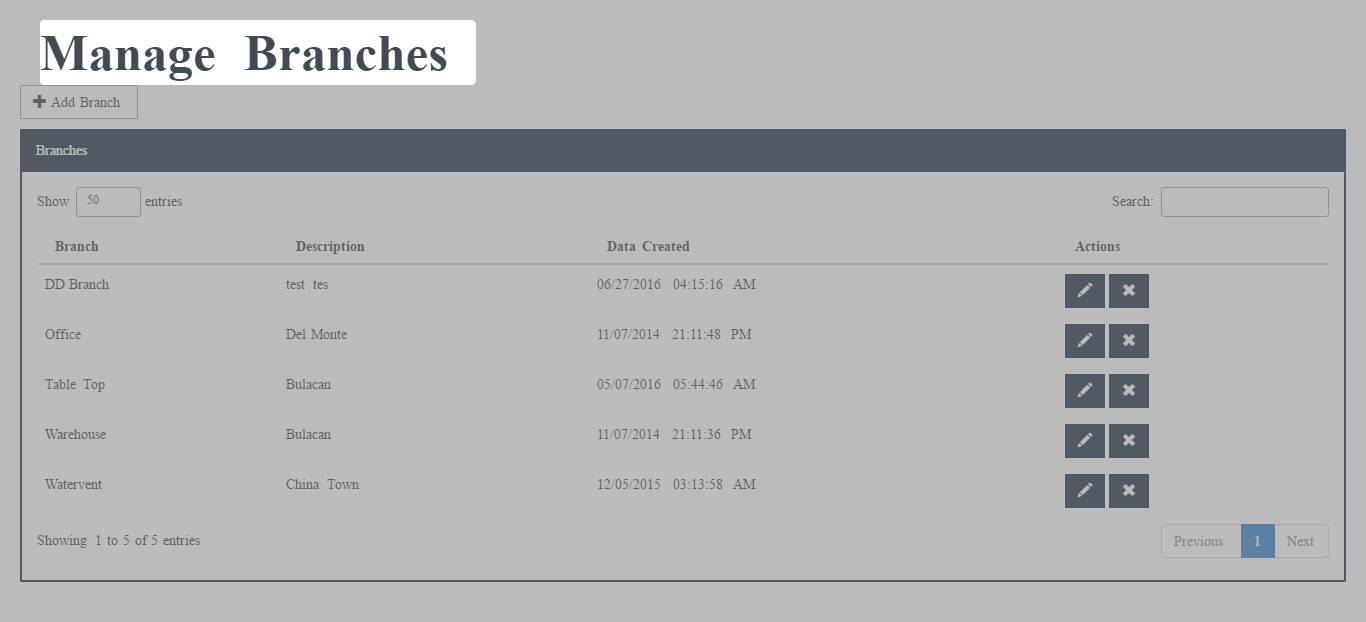 Manage Branches
Add Branch
Branches
Show 50 entries Search:
Branch Description Data Created Actions
DD Branch test tes 06/27/2016 04:15:16 AM
Office Del Monte 11/07/2014 21:11:48 PM
Table Top Bulacan 05/07/2016 05:44:46 AM
Warehouse Bulacan 11/07/2014 21:11:36 PM
Watervent China Town 12/05/2015 03:13:58 AM
Showing 1 to 5 of 5 entries Previous 1 Next